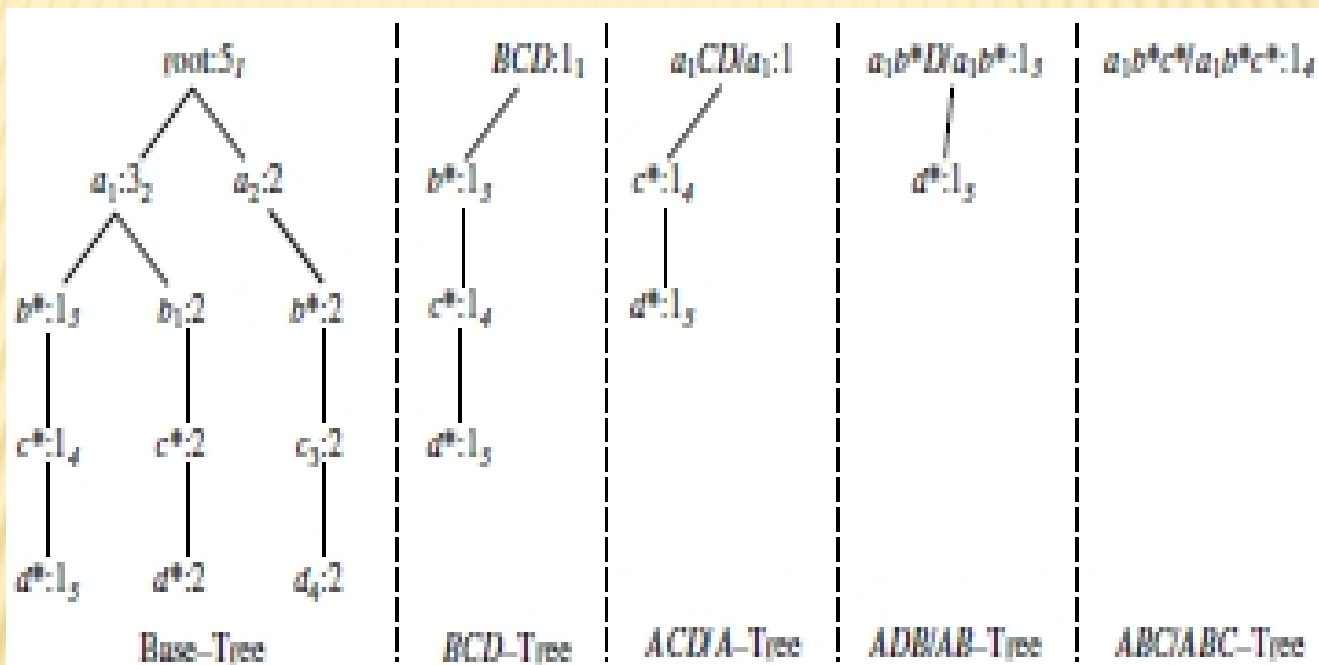 root:5₁ BCD:1₁ a₁CD/a₁:1 a₁b*D/a₁b*:1₃ a₁b*c*/a₁b*c*:1₄
a₁:3₂ a₂:2 b*:1₃ c*:1₄ d*:1₅
b*:1₃ b₁:2 b*:2 c*:1₄ d*:1₅
c*:1₄ c*:2 c₃:2 d*:1₅
d*:1₅ d*:2 d₄:2
Base–Tree BCD–Tree ACD/A–Tree ADB/AB–Tree ABC/ABC–Tree